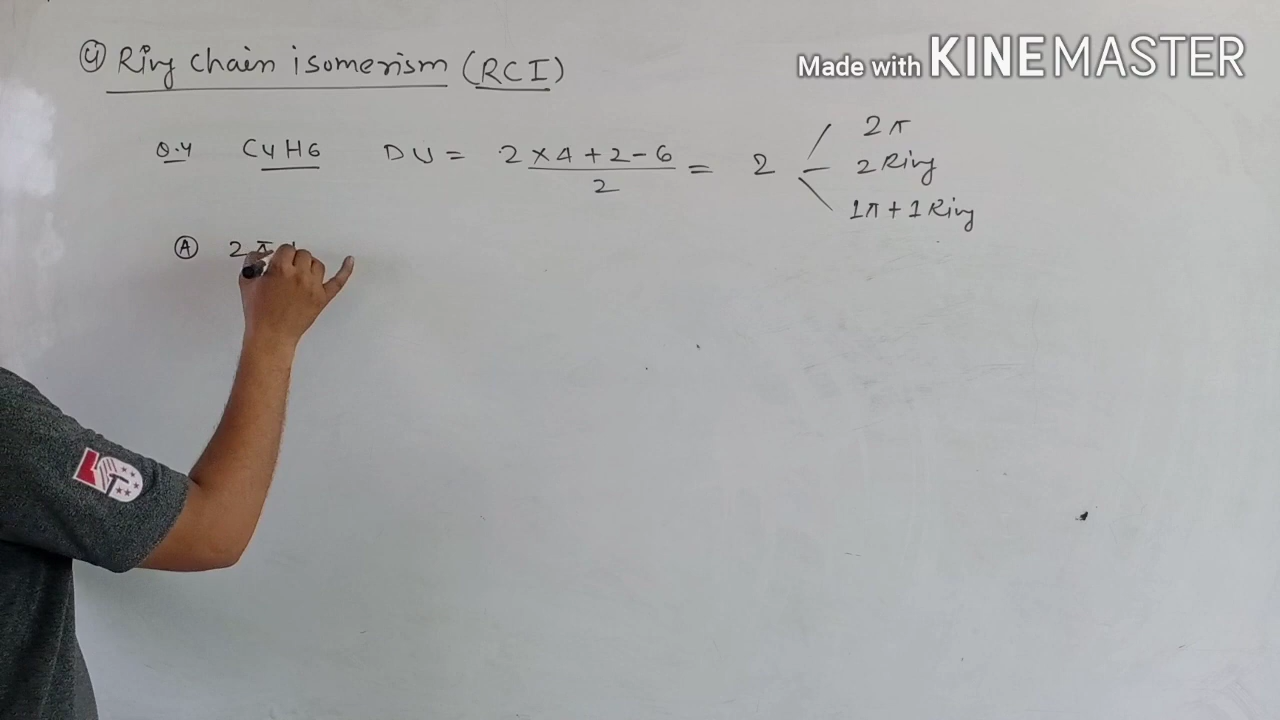 ④ Ring chain isomerism (RCI)
Made with KINEMASTER
Q.4 C4H6 DU = 2×4+2-6 / 2 = 2
2π
2 Ring
1π + 1 Ring
Ⓐ 2π